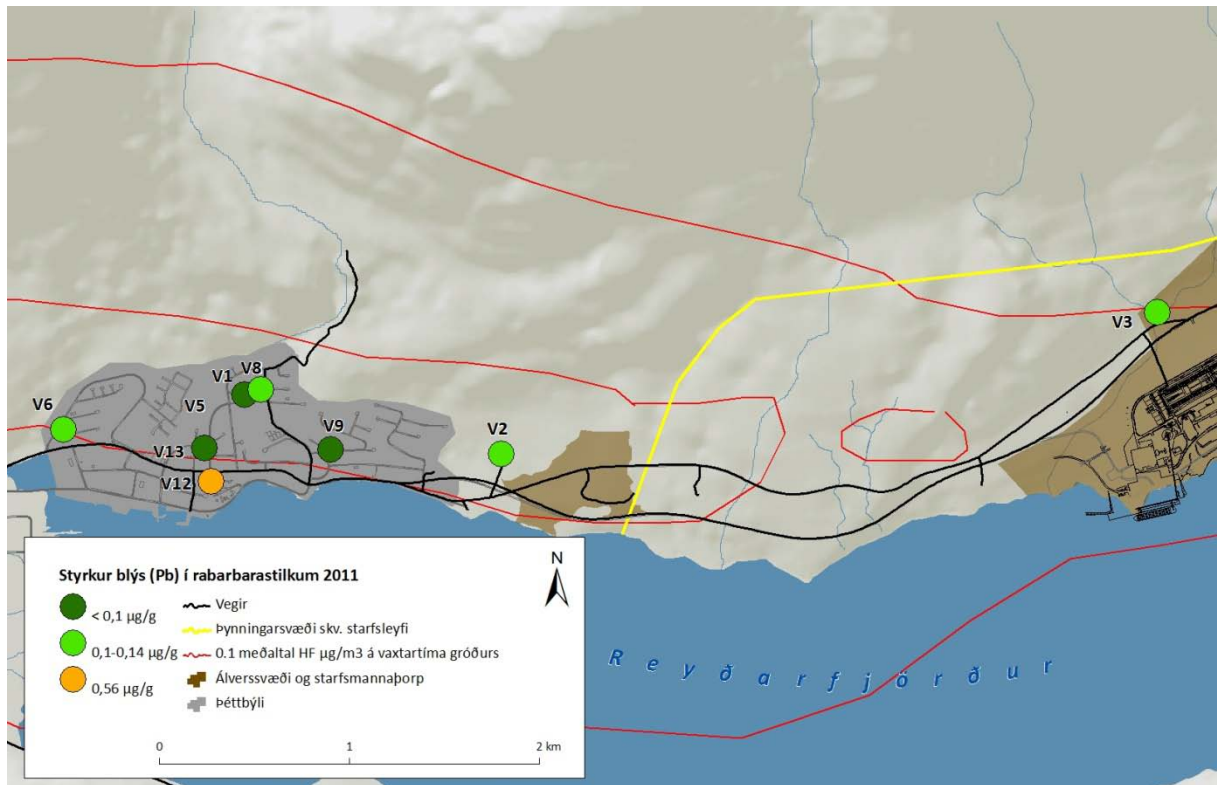 V3
V8
V1
V6
V5
V9
V2
V13
V12
Styrkur blýs (Pb) í rabarbarastilkum 2011
< 0,1 µg/g
0,1-0,14 µg/g
0,56 µg/g
Vegir
Þynningarsvæði skv. starfsleyfi
0.1 meðaltal HF µg/m3 á vaxtartíma gróðurs
Álverssvæði og starfsmannaþorp
Þéttbýli
N
0 1 2 km
Reyðarfjörður